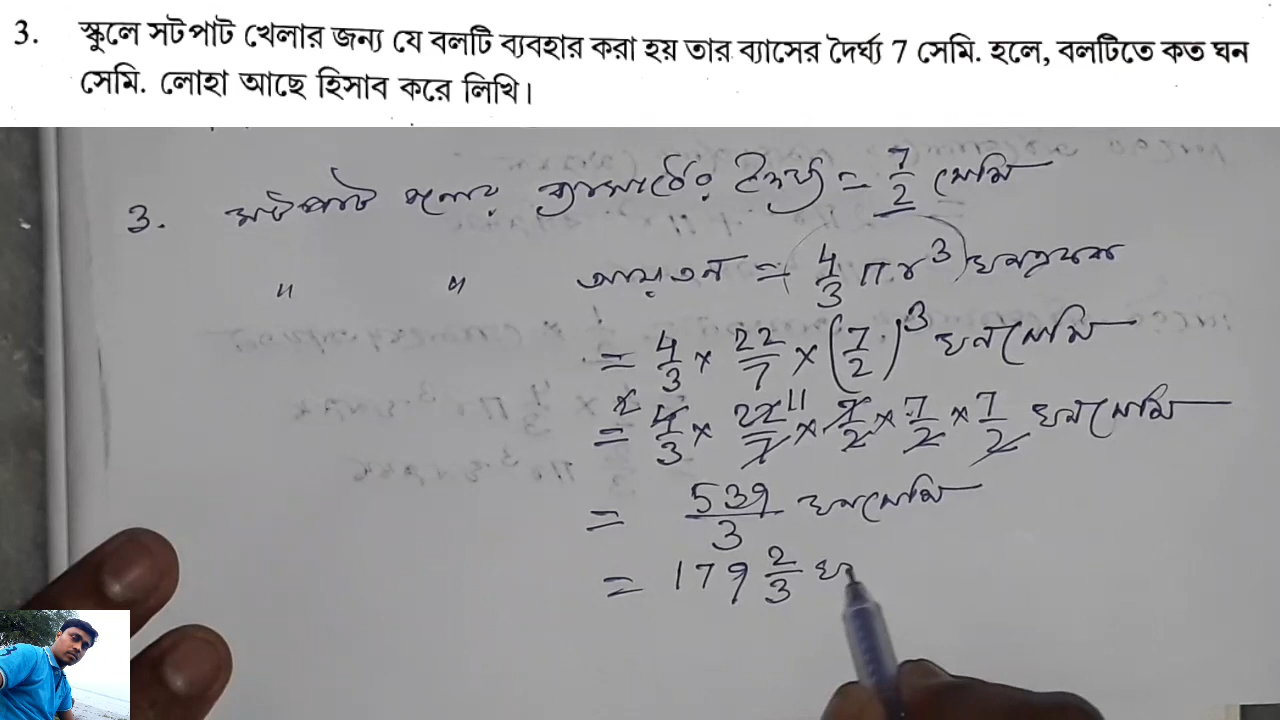 3. স্কুলে সটপাট খেলার জন্য যে বলটি ব্যবহার করা হয় তার ব্যাসের দৈর্ঘ্য 7 সেমি. হলে, বলটিতে কত ঘন
সেমি. লোহা আছে হিসাব করে লিখি।
3. সটপাট বলের ব্যাসার্ধের দৈর্ঘ্য = 7/2 সেমি
" " আয়তন = 4/3 πr³ ঘনএকক
= 4/3 × 22/7 × (7/2)³ ঘনসেমি
= 4/3 × 22/7 × 7/2 × 7/2 × 7/2 ঘনসেমি
= 539/3 ঘনসেমি
= 179 2/3 ঘ